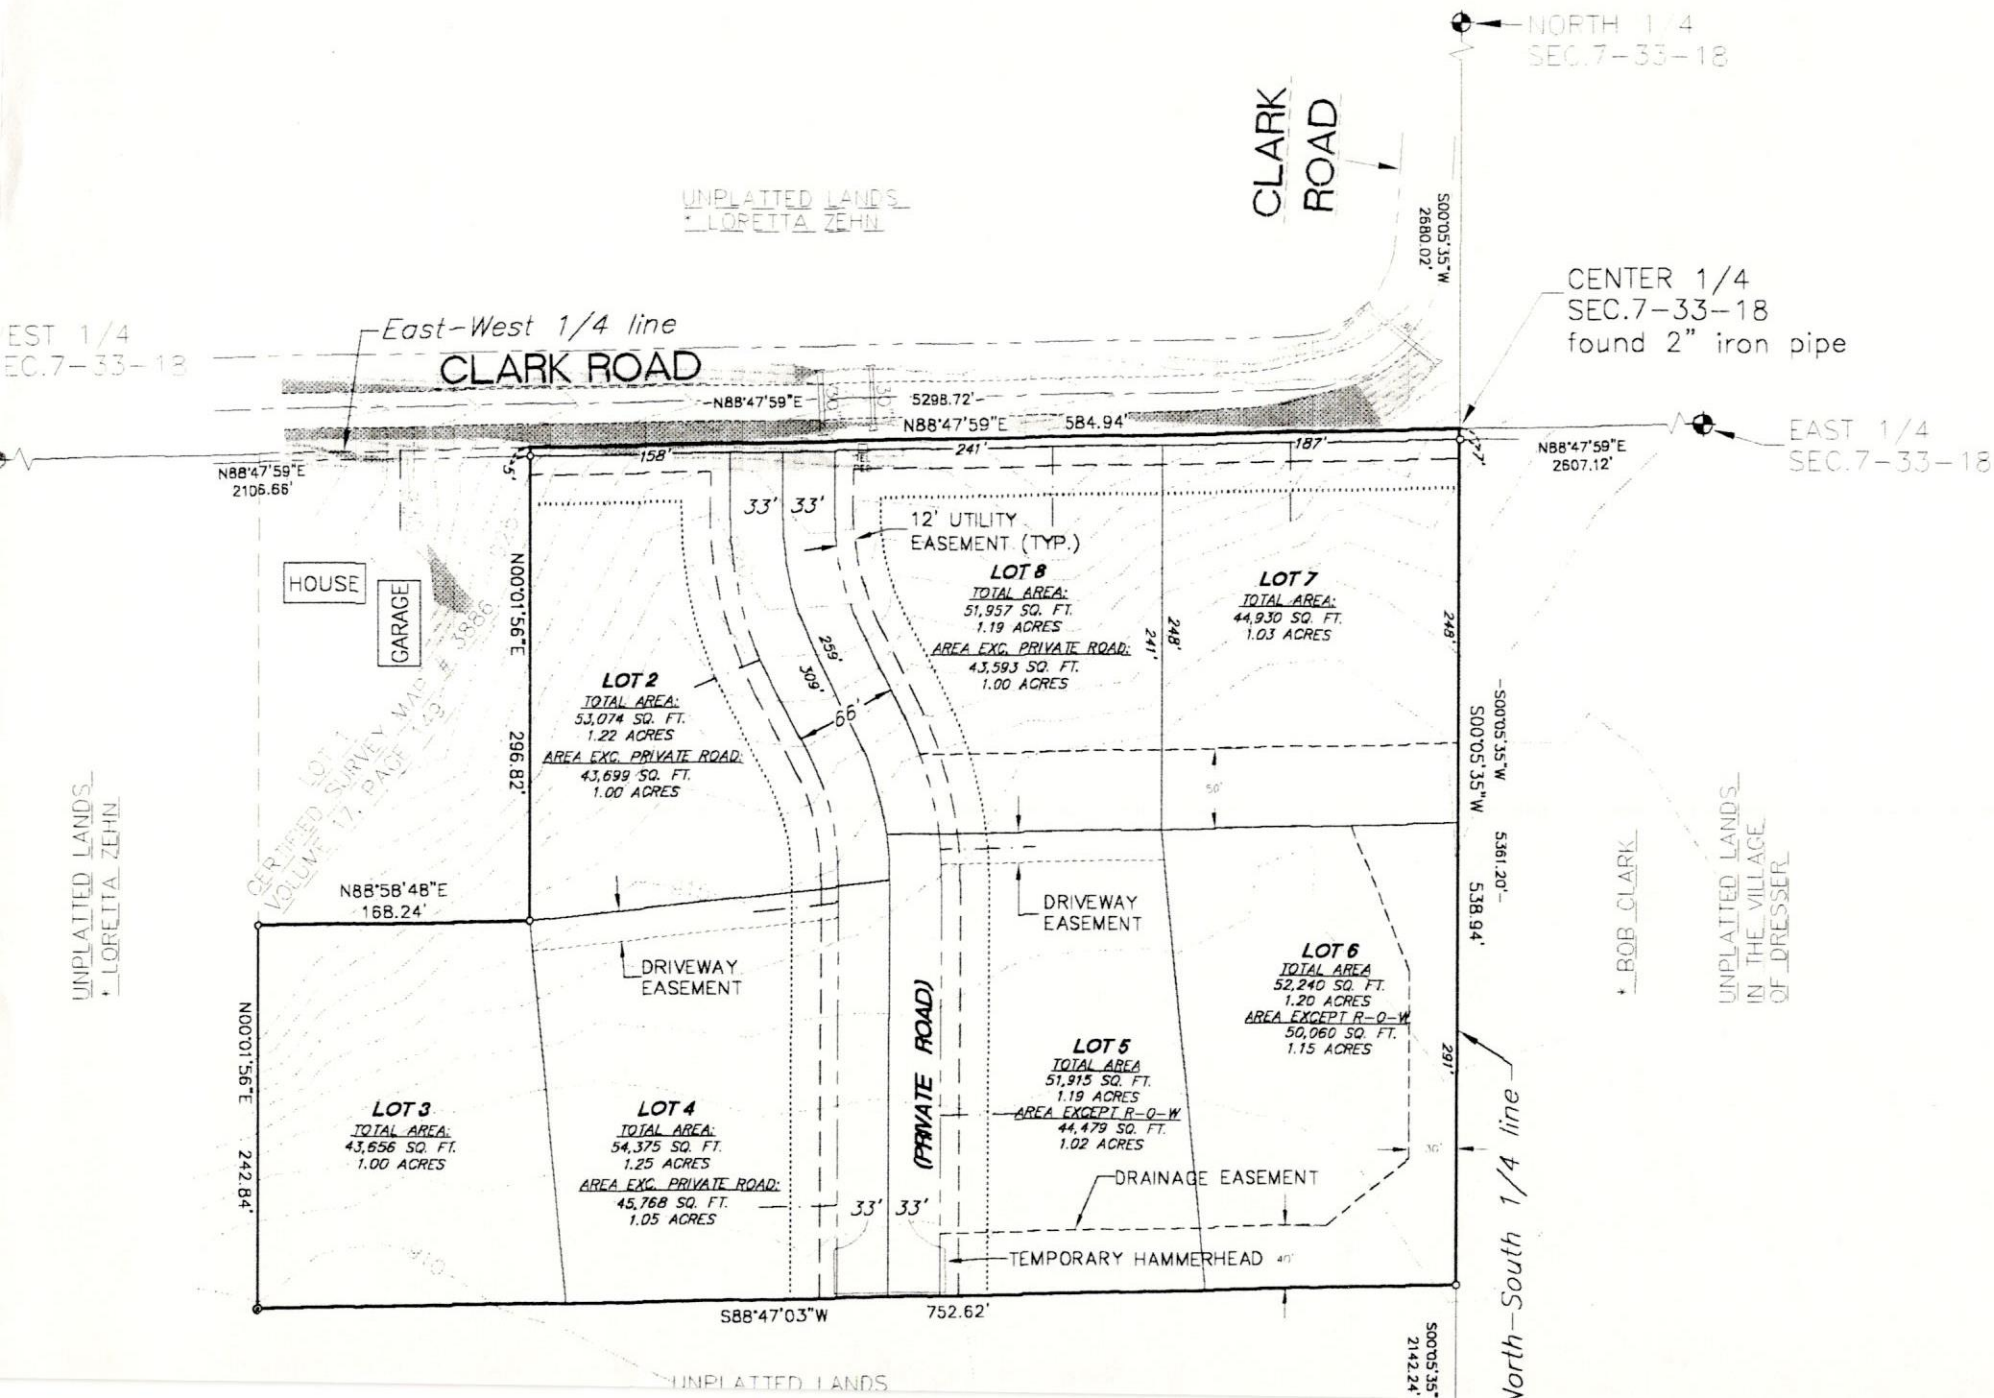 NORTH 1/4
SEC.7-33-18
CLARK
ROAD
UNPLATTED LANDS
* LORETTA ZEHN
S00°05'35"W
2680.02'
CENTER 1/4
SEC.7-33-18
found 2" iron pipe
EST 1/4
EC.7-33-18
East-West 1/4 line
CLARK ROAD
N88°47'59"E
5298.72'
30'
30'
N88°47'59"E 584.94'
EAST 1/4
SEC.7-33-18
N88°47'59"E
2607.12'
N88°47'59"E
2106.66'
158'
241'
187'
33' 33'
12' UTILITY
EASEMENT (TYP.)
HOUSE
GARAGE
N00°01'56"E
296.82'
LOT 1
CERTIFIED SURVEY MAP # 3886
VOLUME 17, PAGE 149
LOT 2
TOTAL AREA:
53,074 SQ. FT.
1.22 ACRES
AREA EXC. PRIVATE ROAD:
43,699 SQ. FT.
1.00 ACRES
259'
309'
66'
LOT 8
TOTAL AREA:
51,957 SQ. FT.
1.19 ACRES
AREA EXC. PRIVATE ROAD:
43,593 SQ. FT.
1.00 ACRES
241'
248'
LOT 7
TOTAL AREA:
44,930 SQ. FT.
1.03 ACRES
248'
S00°05'35"W
5361.20'
S00°05'35"W
538.94'
50'
UNPLATTED LANDS
* LORETTA ZEHN
N88°58'48"E
168.24'
DRIVEWAY
EASEMENT
DRIVEWAY
EASEMENT
* BOB CLARK
UNPLATTED LANDS
IN THE VILLAGE
OF DRESSER
LOT 6
TOTAL AREA
52,240 SQ. FT.
1.20 ACRES
AREA EXCEPT R-O-W
50,060 SQ. FT.
1.15 ACRES
291'
N00°01'56"E
242.84'
LOT 3
TOTAL AREA:
43,656 SQ. FT.
1.00 ACRES
LOT 4
TOTAL AREA:
54,375 SQ. FT.
1.25 ACRES
AREA EXC. PRIVATE ROAD:
45,768 SQ. FT.
1.05 ACRES
(PRIVATE ROAD)
LOT 5
TOTAL AREA
51,915 SQ. FT.
1.19 ACRES
AREA EXCEPT R-O-W
44,479 SQ. FT.
1.02 ACRES
30'
DRAINAGE EASEMENT
33' 33'
910
TEMPORARY HAMMERHEAD
40'
North-South 1/4 line
S88°47'03"W
752.62'
S00°05'35"
2142.24'
UNPLATTED LANDS